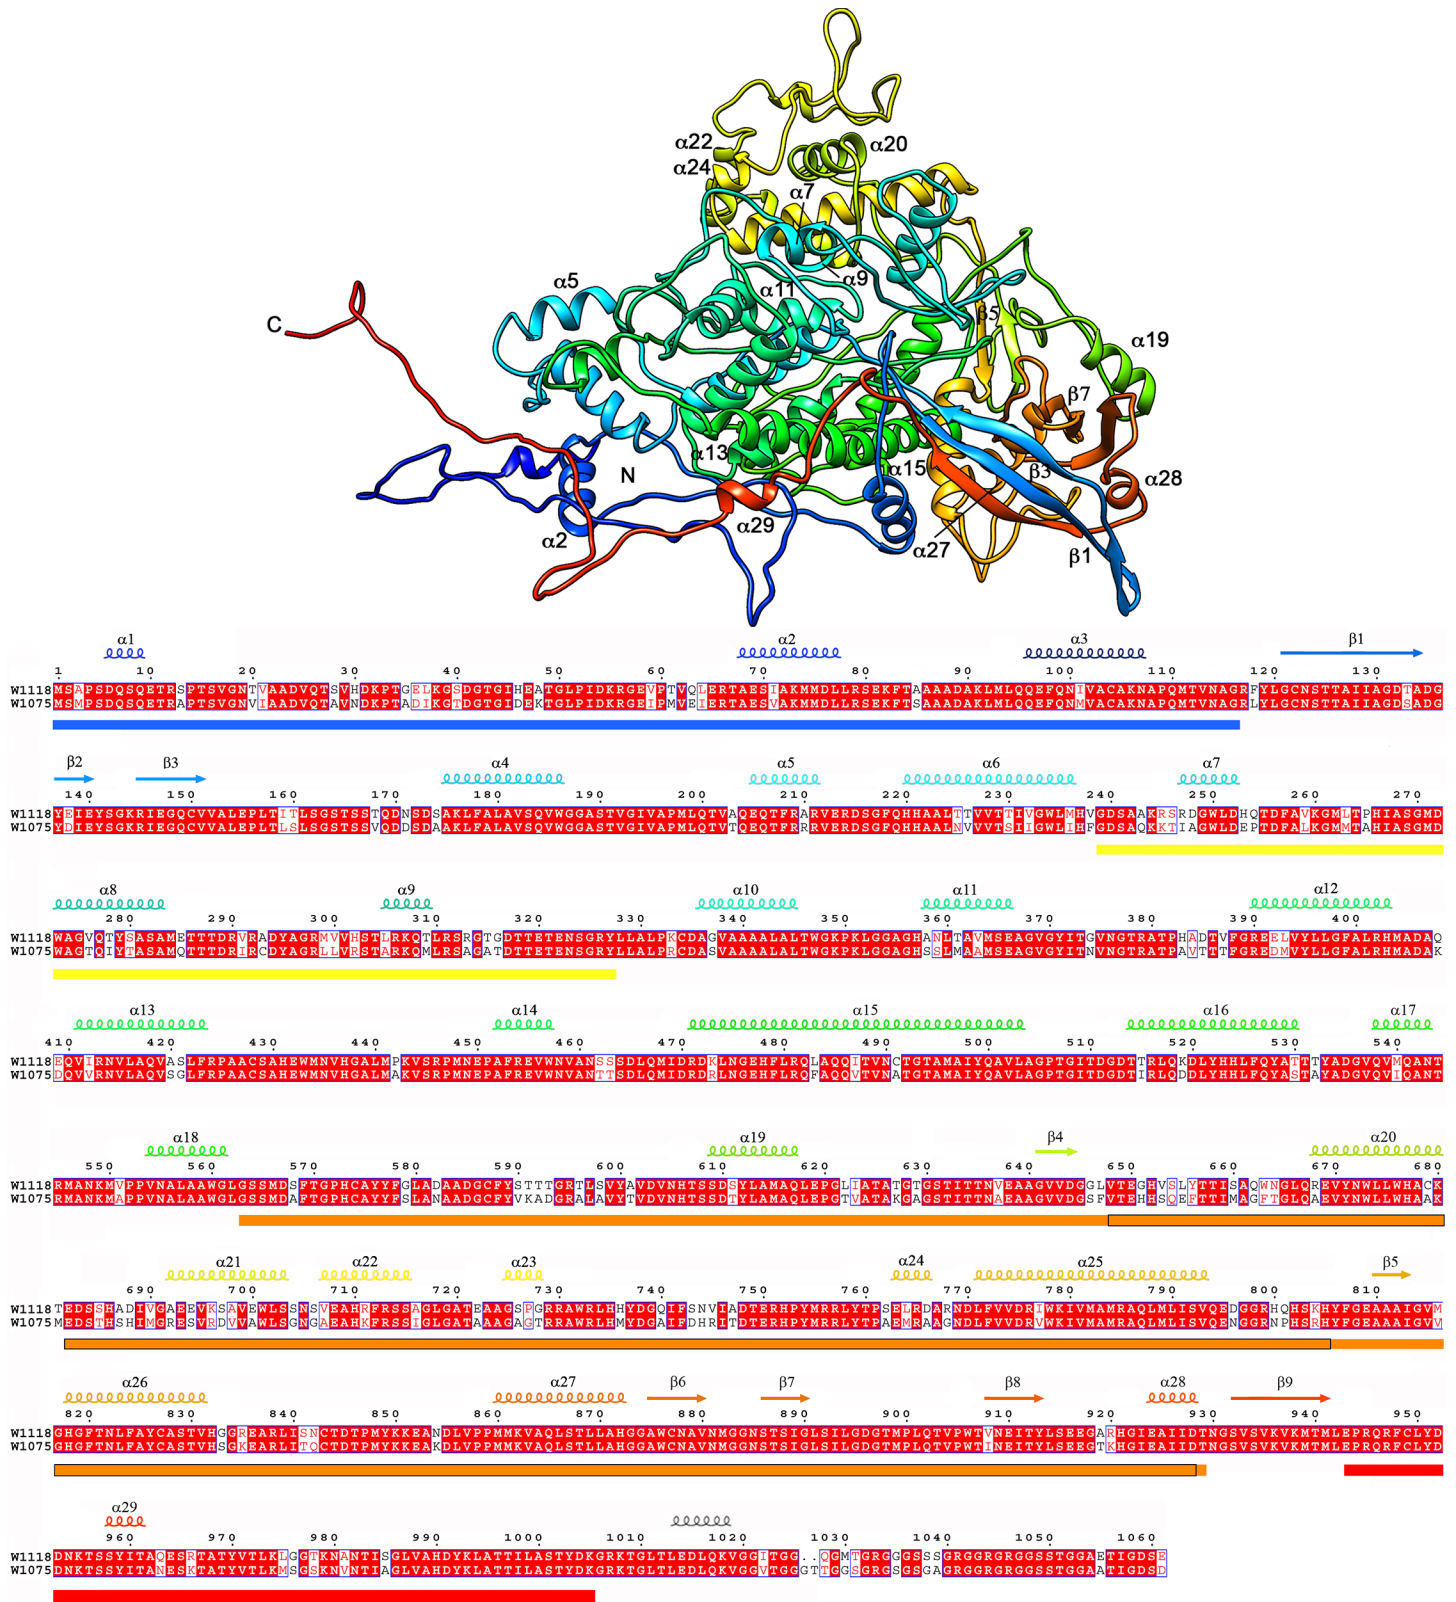 α22
α20
α24
α7
α9
α5
α11
C
β5
α19
β7
α13
N
α15
β3
α28
α29
α2
α27
β1
α1 α2 α3 β1
1 10 20 30 40 50 60 70 80 90 100 110 120 130
W1118 MSAPSDQSQETRSPTSVGNTVAADVQTSVHDKPTGELKGSDGTGIHEATGLPIDKRGEVPTVQLERTAESIAKMMDLLRSEKFTAAAADAKLMLQQEFQNIVACAKNAPQMTVNAGRFYLGCNSTTAIIAGDTADG
W1075 MSMPSDQSQETRAPTSVGNVIAADVQTAVNDKPTADIKGTDGTGIDEKTGLPIDKRGEIPMVEIERTAESVAKMMDLLRSEKFTSAAADAKLMLQQEFQNMVACAKNAPQMTVNAGRLYLGCNSTTAIIAGDSADG
β2 β3 α4 α5 α6 α7
140 150 160 170 180 190 200 210 220 230 240 250 260 270
W1118 YEIEYSGKRIEGQCVVALEPLTITLSGSTSSTQDNSDSAKLFALAVSQVWGGASTVGIVAPMLQTVAQEQTFRARVERDSGFQHHAALTTVVTTIVGWLMHVGDSAAKRSRDGWLDHQTDFAVKGMLTPHIASGMD
W1075 YDIEYSGKRIEGQCVVALEPLTLSLSGSTSSVQDDSDAAKLFALAVSQVWGGASTVGIVAPMLQTVTQEQTFRRRVERDSGFQHHAALNVVVTSIIGWLIHFGDSAQKKTIAGWLDEPTDFALKGMMTAHIASGMD
α8 α9 α10 α11 α12
280 290 300 310 320 330 340 350 360 370 380 390 400
W1118 WAGVQTYSASAMETTTDRVRADYAGRMVVHSTLRKQTLRSRGTGDTTETENSGRYLLALPKCDAGVAAAALALTWGKPKLGGAGHANLTAVMSEAGVGYITGVNGTRATPHADTVFGREELVYLLGFALRHMADAQ
W1075 WAGTQIYTASAMQTTTDRIRCDYAGRLLVRSTARKQMLRSAGATDTTETENSGRYLLALPRCDASVAAAALALTWGKPKLGGAGHASSLMAAMSEAGVGYITNVNGTRATPAVTTTFGREDMVYLLGFALRHMADAK
α13 α14 α15 α16 α17
410 420 430 440 450 460 470 480 490 500 510 520 530 540
W1118 EQVIRNVLAQVASLFRPAACSAHEWMNVHGALMPKVSRPMNEPAFREVWNVANSSSDLQMIDRDKLNGEHFLRQLAQQITVNCTGTAMAIYQAVLAGPTGITDGDTTRLQKDLYHHLFQYATTTYADGVQVMQANT
W1075 DQVVRNVLAQVSGLFRPAACSAHEWMNVHGALMAKVSRPMNEPAFREVWNVANTTSDLQMIDRDRLNGEHFLRQFAQQVTVNATGTAMAIYQAVLAGPTGITDGDTIRLQDDLYHHLFQYASTAYADGVQVIQANT
α18 α19 β4 α20
550 560 570 580 590 600 610 620 630 640 650 660 670 680
W1118 RMANKMVPPVNALAAWGLGSSMDSFTGPHCAYYFGLADAADGCFYSTTTGRTLSVYAVDVNHTSSDSYLAMAQLEPGLIATATGTGSTITTNVEAAGVVDGGLVTEGHVSLYTTISAQWNGLQREVYNWLLWHACK
W1075 RMANKMAPPVNALAAWGLGSSMDAFTGPHCAYYFSLANAADGCFYVKADGRALAVYTVDVNHTSSDTYLAMAQLEPGTVATAKGAGSTITTNAEAAGVVDGSFVTEHHSQEFTTIMAGFTGLQAEVYNWLLWHAAK
α21 α22 α23 α24 α25 β5
690 700 710 720 730 740 750 760 770 780 790 800 810
W1118 TEDSSHADIVGAEEVKSAVEWLSSNSVEAHRFRSSAGLGATEAAGSPGRRAWRLHHYDGQIFSNVIADTERHPYMRRLYTPSELRDARNDLFVVDRIWKIVMAMRAQLMLISVQEDGGRHQHSKHYFGEAAAIGVM
W1075 MEDSTHSHIMGRESVRDVVAWLSGNGAEAHKFRSSIGLGATAAAGAGTRRAWRLHMYDGAIFDHRITDTERHPYMRRLYTPAEMRAAGNDLFVVDRVWKIVMAMRAQLMLISVQENGGRNPHSRHYFGEAAAIGVV
α26 α27 β6 β7 β8 α28 β9
820 830 840 850 860 870 880 890 900 910 920 930 940 950
W1118 GHGFTNLFAYCASTVHGGREARLISNCTDTPMYKKEANDLVPPMMKVAQLSTLLAHGGAWCNAVNMGGNSTSIGLSILGDGTMPLQTVPWTVNEITYLSEEGARHGIEAIIDTNGSVSVKVKMTMLEPRQRFCLYD
W1075 GHGFTNLFAYCASTVHSGKEARLITQCTDTPMYKKEAKDLVPPMMKVAQLSTLLAHGGAWCNAVNMGGNSTSIGLSILGDGTMPLQTVPWTINEITYLSEEGTKHGIEAIIDTNGSVSVKVKMTMLEPRQRFCLYD
α29
960 970 980 990 1000 1010 1020 1030 1040 1050 1060
W1118 DNKTSSYITAQESRTATYVTLKLGGTKNANTISGLVAHDYKLATTILASTYDKGRKTGLTLEDLQKVGGITGG..QGMTGRGGGSSSGRGGRGRGGSSTGGAETIGDSE
W1075 DNKTSSYITANESKTATYVTLKMSGSKNVNTIAGLVAHDYKLATTILASTYDKGRKTGLTLEDLQKVGGVTGGGTTGGSGRGSGSGAGRGGRGRGGSSTGGAATIGDSD